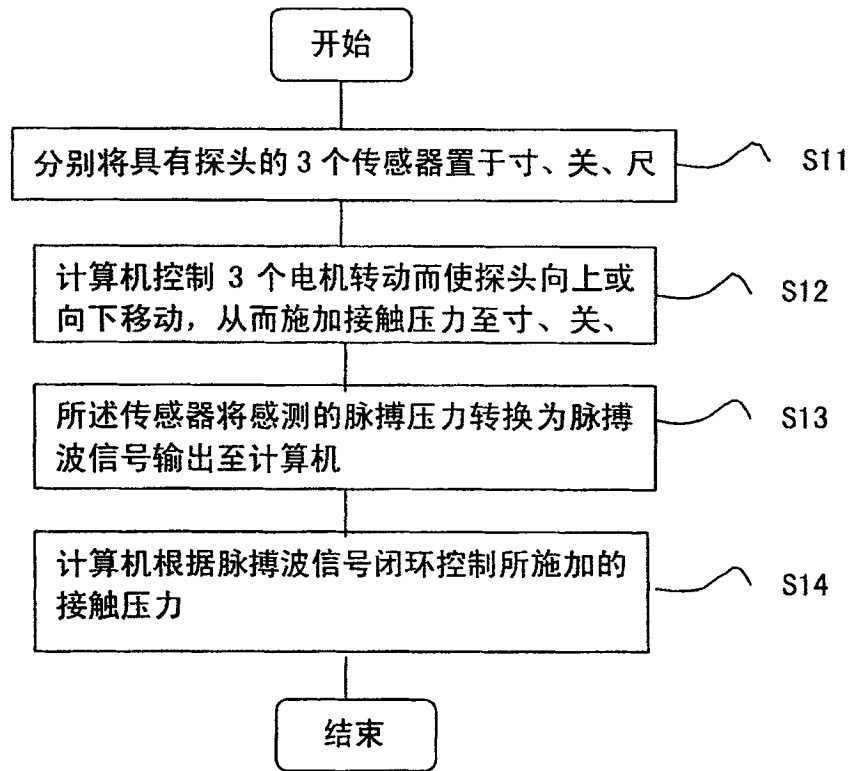 开始
分别将具有探头的 3 个传感器置于寸、关、尺
S11
计算机控制 3 个电机转动而使探头向上或
向下移动，从而施加接触压力至寸、关、
S12
所述传感器将感测的脉搏压力转换为脉搏
波信号输出至计算机
S13
计算机根据脉搏波信号闭环控制所施加的
接触压力
S14
结束